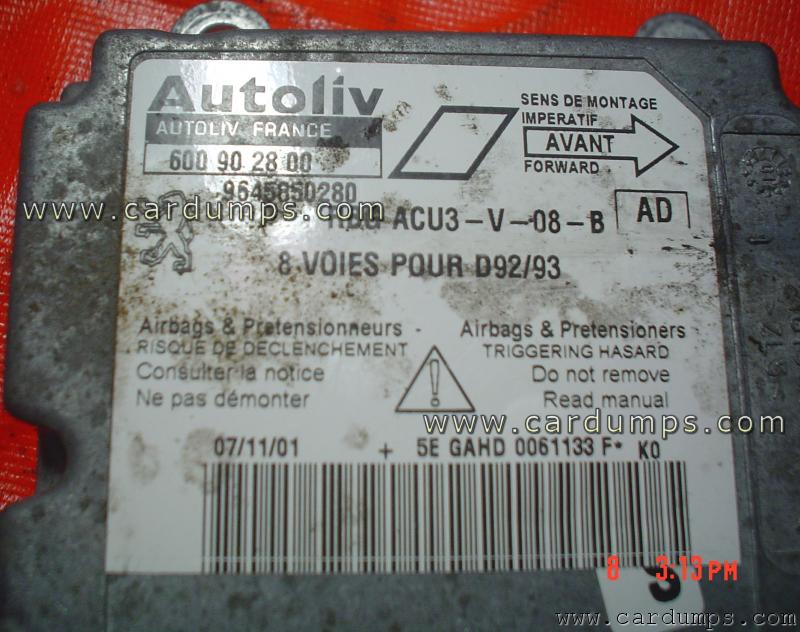 Autoliv
AUTOLIV FRANCE
600 90 2 8 00
9645850280
SENS DE MONTAGE
IMPERATIF
AVANT
FORWARD
www.cardumps.com
ACU3-V-08-B
AD
8 VOIES POUR D92/93
Airbags & Pretensionneurs - Airbags & Pretensioners
RISQUE DE DECLENCHEMENT
TRIGGERING HASARD
Consulter la notice
Do not remove
Ne pas démonter
Read manual
www.cardumps.com
07/11/01 + 5E GAHD 0061133 F* K0
8 3:13PM
www.cardumps.com